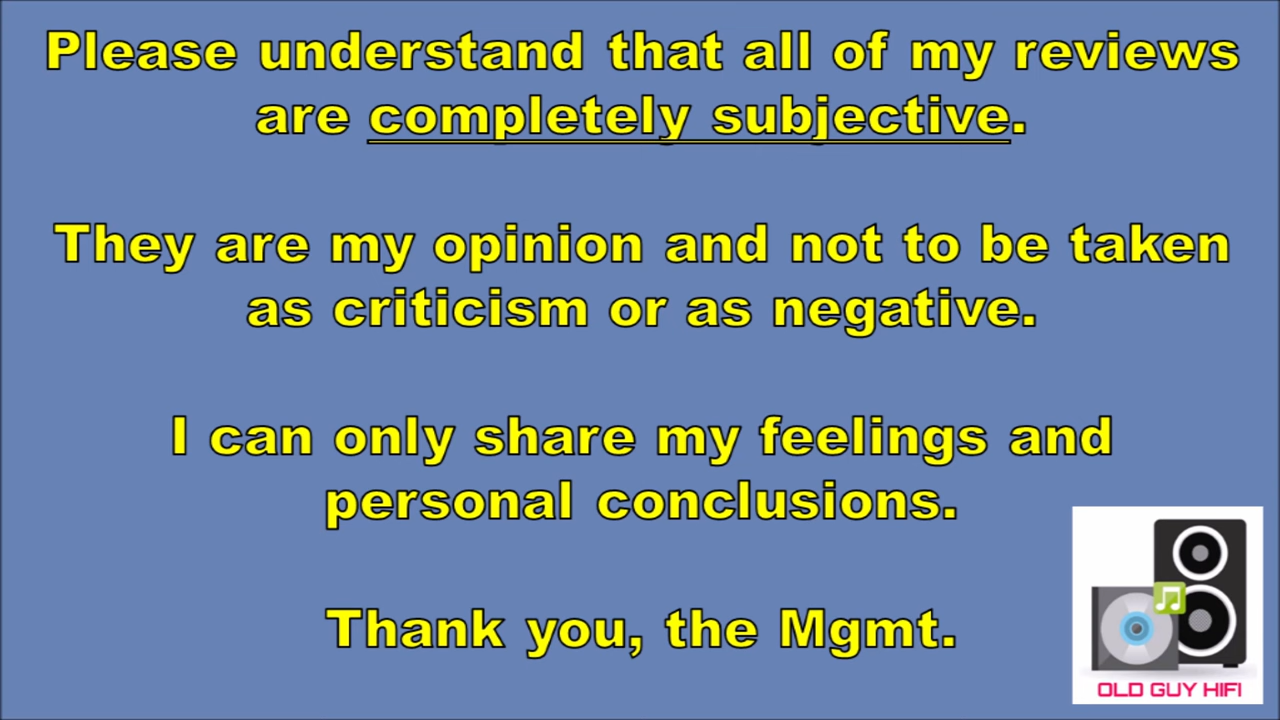 Please understand that all of my reviews
are completely subjective.
They are my opinion and not to be taken
as criticism or as negative.
I can only share my feelings and
personal conclusions.
Thank you, the Mgmt.
OLD GUY HIFI